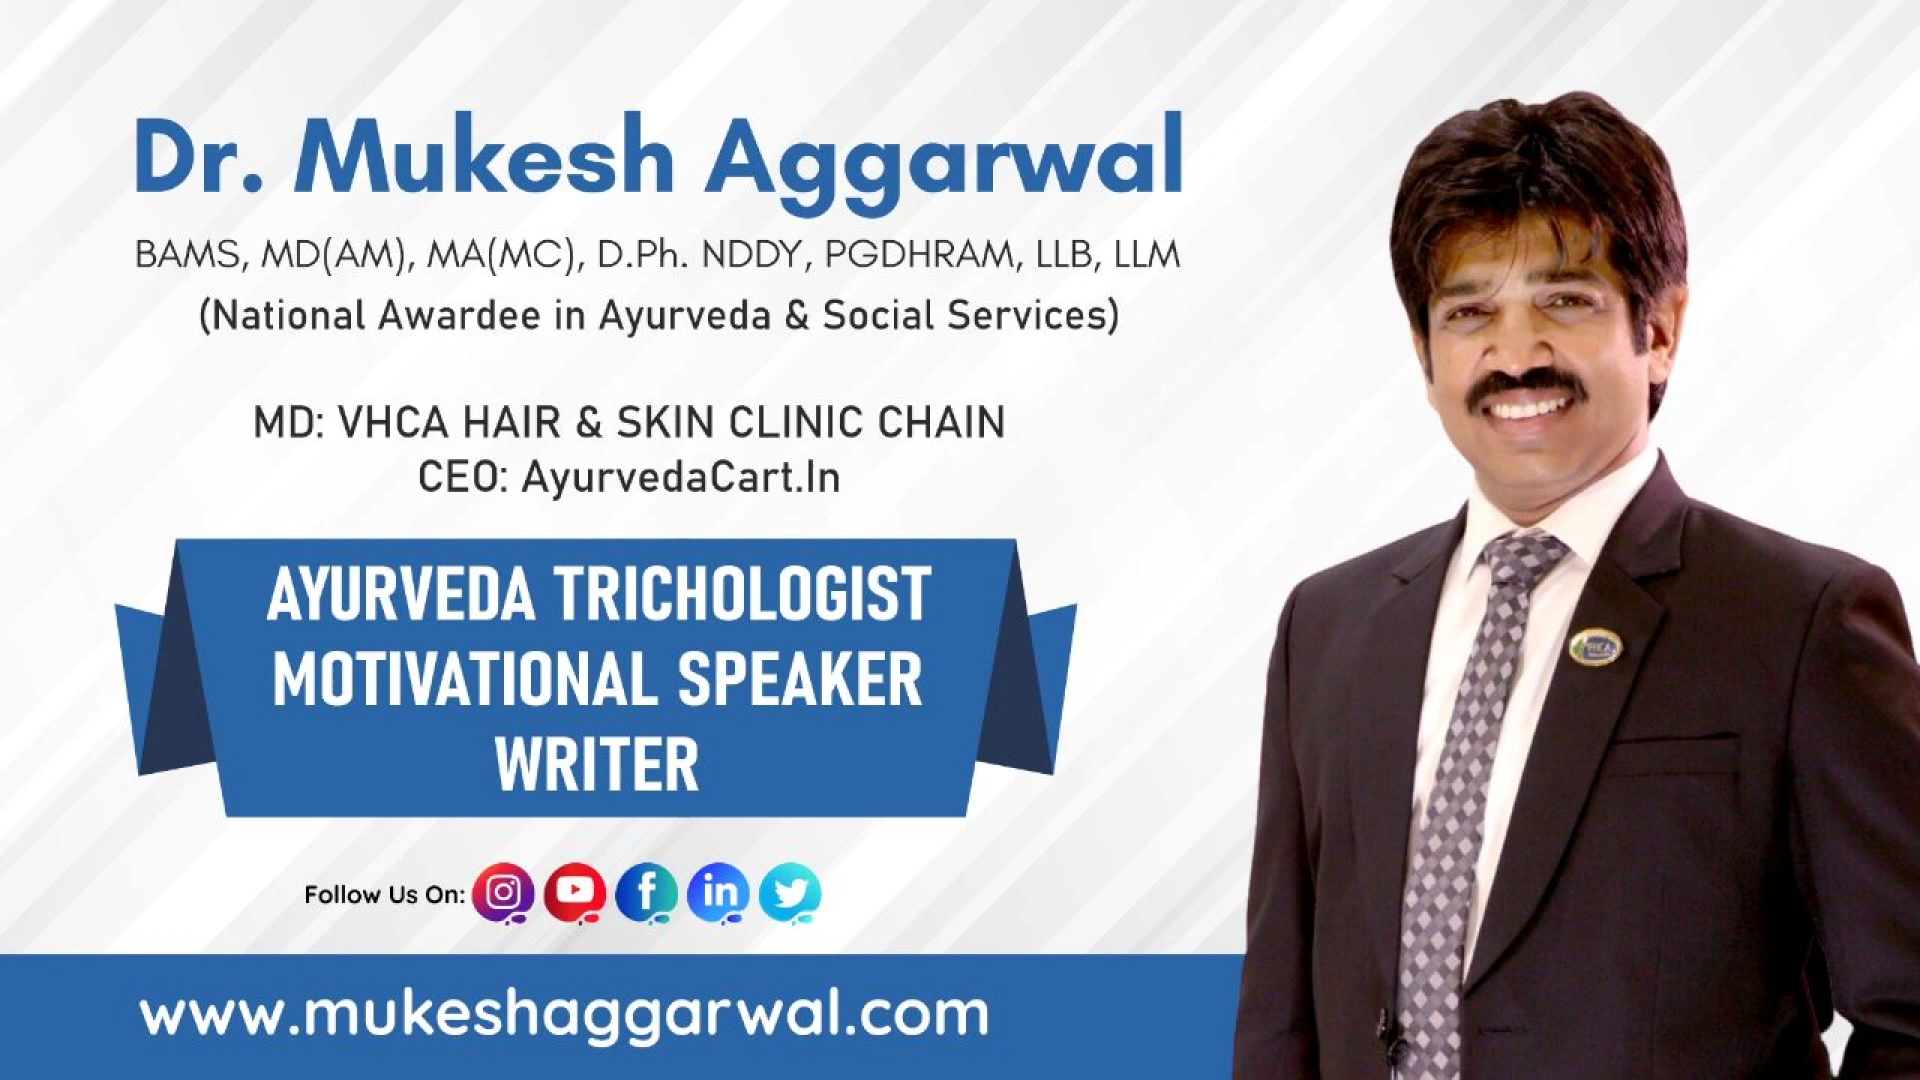 Dr. Mukesh Aggarwal
BAMS, MD(AM), MA(MC), D.Ph. NDDY, PGDHRAM, LLB, LLM
(National Awardee in Ayurveda & Social Services)
MD: VHCA HAIR & SKIN CLINIC CHAIN
CEO: AyurvedaCart.In
AYURVEDA TRICHOLOGIST
MOTIVATIONAL SPEAKER
WRITER
Follow Us On:
www.mukeshaggarwal.com
VHCA